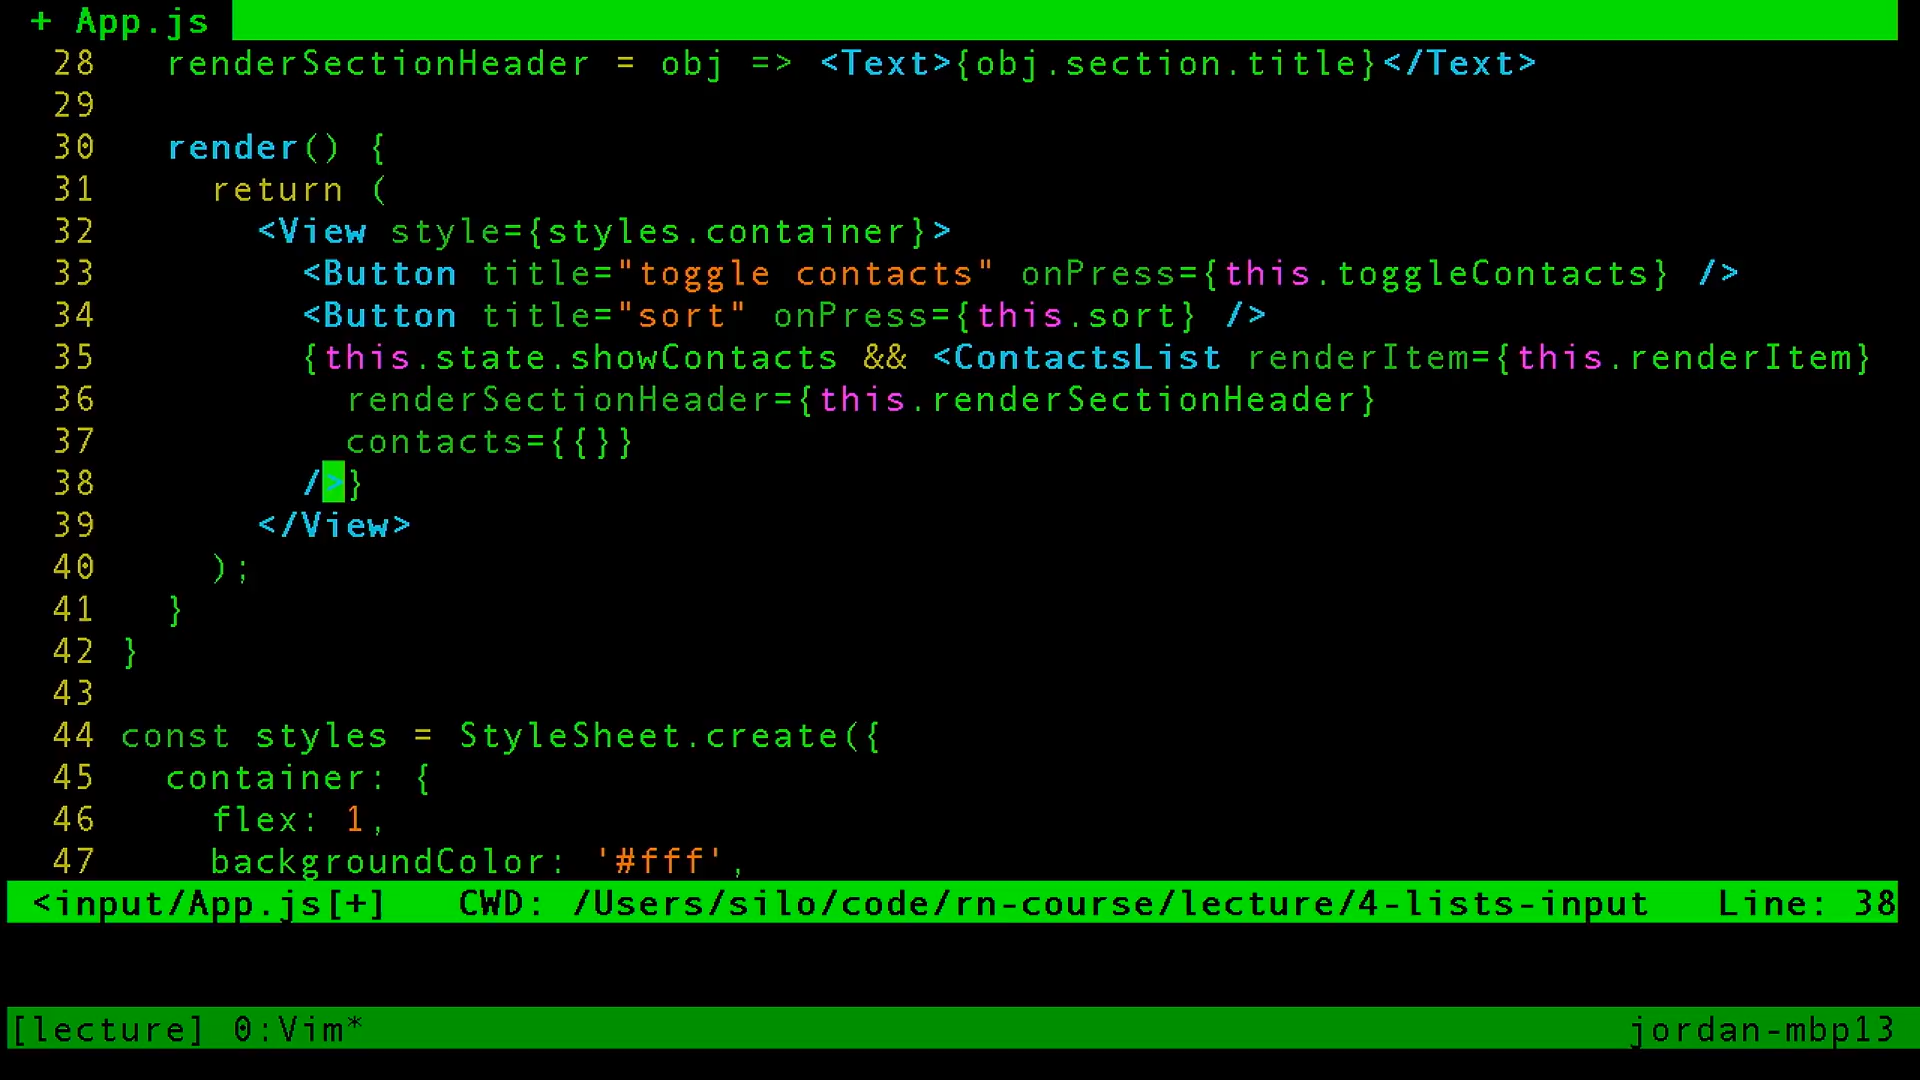 + App.js
28   renderSectionHeader = obj => <Text>{obj.section.title}</Text>
29
30   render() {
31     return (
32       <View style={styles.container}>
33         <Button title="toggle contacts" onPress={this.toggleContacts} />
34         <Button title="sort" onPress={this.sort} />
35         {this.state.showContacts && <ContactsList renderItem={this.renderItem}
36           renderSectionHeader={this.renderSectionHeader}
37           contacts={{}}
38         />}
39       </View>
40     );
41   }
42 }
43
44 const styles = StyleSheet.create({
45   container: {
46     flex: 1,
47     backgroundColor: '#fff',
<input/App.js[+]   CWD: /Users/silo/code/rn-course/lecture/4-lists-input   Line: 38
[lecture] 0:Vim*   jordan-mbp13